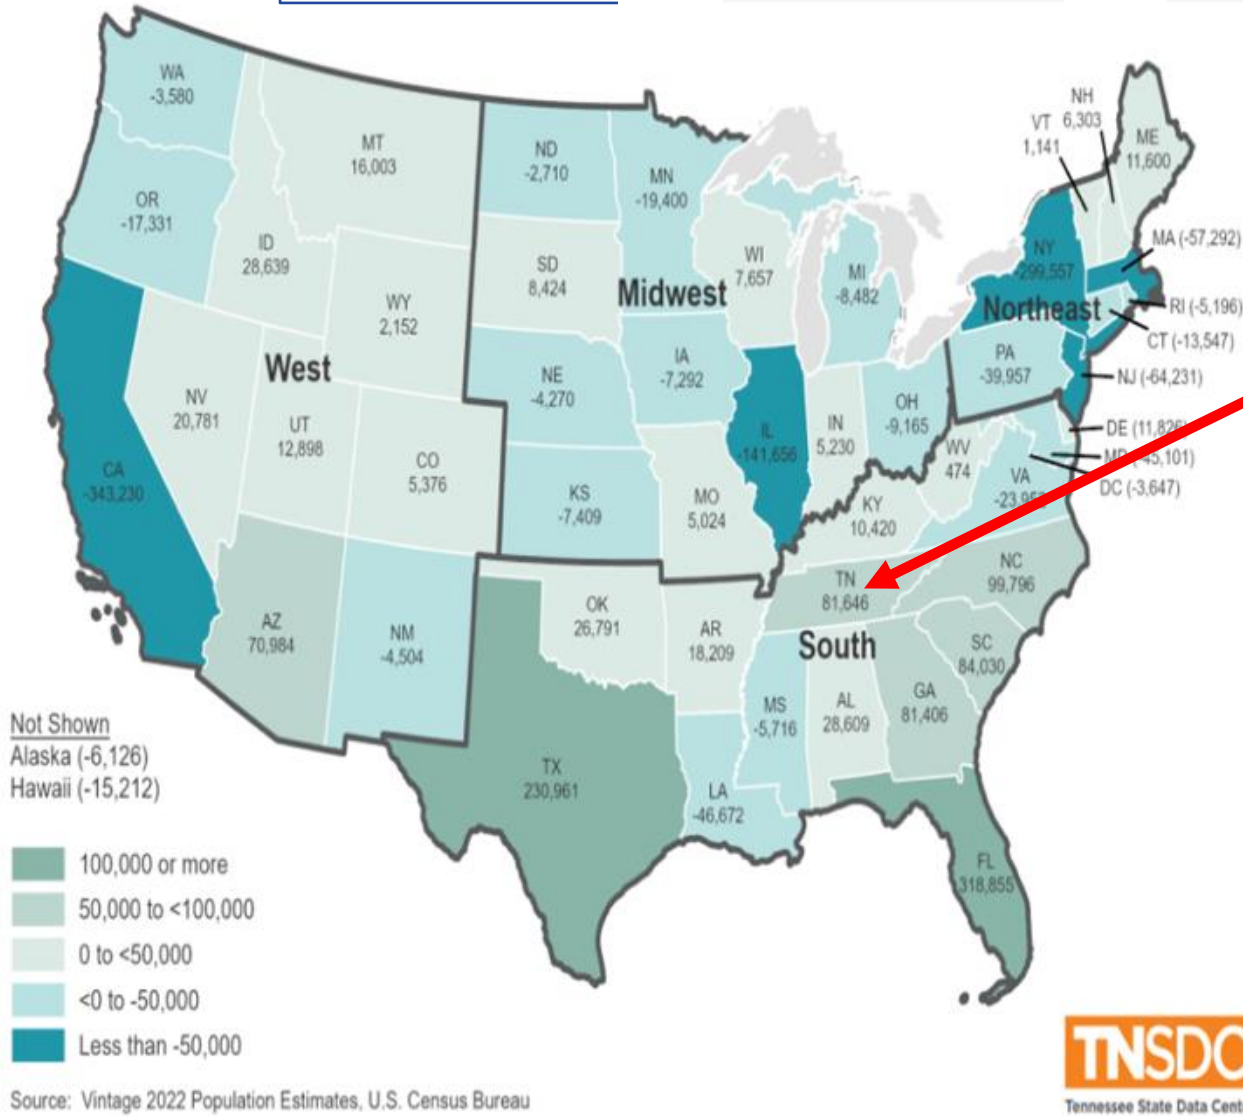 WA
-3,580
OR
-17,331
CA
-343,230
ID
28,639
MT
16,003
WY
2,152
West
NV
20,781
UT
12,898
CO
5,376
AZ
70,984
NM
-4,504
ND
-2,710
SD
8,424
NE
-4,270
KS
-7,409
MN
-19,400
IA
-7,292
MO
5,024
Midwest
WI
7,657
IL
-141,656
MI
-8,482
IN
5,230
OH
-9,165
NH
6,303
VT
1,141
ME
11,600
NY
-299,557
Northeast
PA
-39,957
MA (-57,292)
RI (-5,196)
CT (-13,547)
NJ (-64,231)
DE (11,826)
MD (-45,101)
DC (-3,647)
WV
474
VA
KY
10,420
TN
81,646
NC
99,796
SC
84,030
GA
81,406
South
AL
28,609
MS
-5,716
LA
-46,672
AR
18,209
OK
26,791
TX
230,961
FL
318,855
Not Shown
Alaska (-6,126)
Hawaii (-15,212)
100,000 or more
50,000 to <100,000
0 to <50,000
<0 to -50,000
Less than -50,000
Source: Vintage 2022 Population Estimates, U.S. Census Bureau
TNSDC
Tennessee State Data Cent